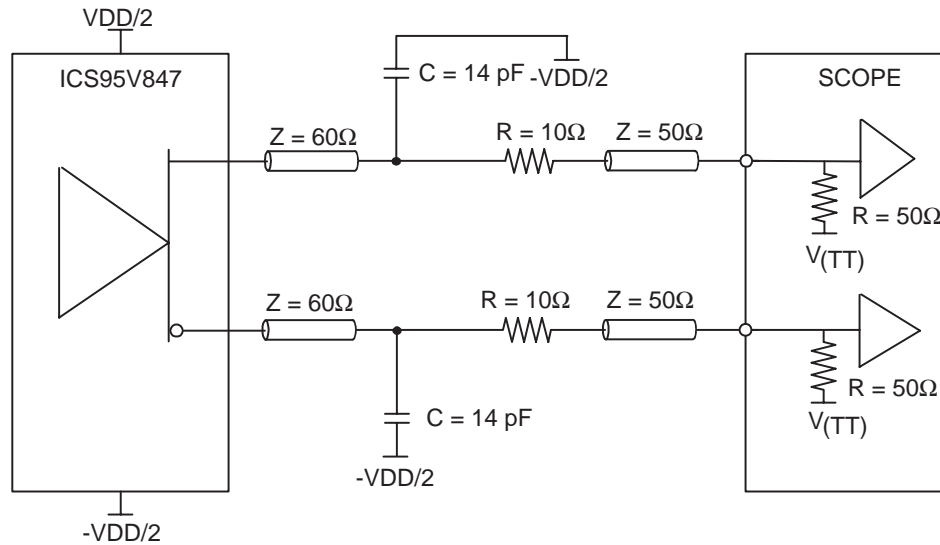 VDD/2
ICS95V847
C = 14 pF
-VDD/2
SCOPE
Z = 60Ω
R = 10Ω
Z = 50Ω
R = 50Ω
V(TT)
Z = 60Ω
R = 10Ω
Z = 50Ω
R = 50Ω
V(TT)
C = 14 pF
-VDD/2
-VDD/2